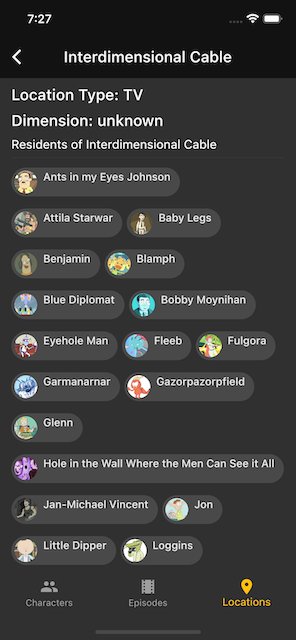 7:27
Interdimensional Cable
Location Type: TV
Dimension: unknown
Residents of Interdimensional Cable
Ants in my Eyes Johnson
Attila Starwar
Baby Legs
Benjamin
Blamph
Blue Diplomat
Bobby Moynihan
Eyehole Man
Fleeb
Fulgora
Garmanarnar
Gazorpazorpfield
Glenn
Hole in the Wall Where the Men Can See it All
Jan-Michael Vincent
Jon
Little Dipper
Loggins
Characters
Episodes
Locations